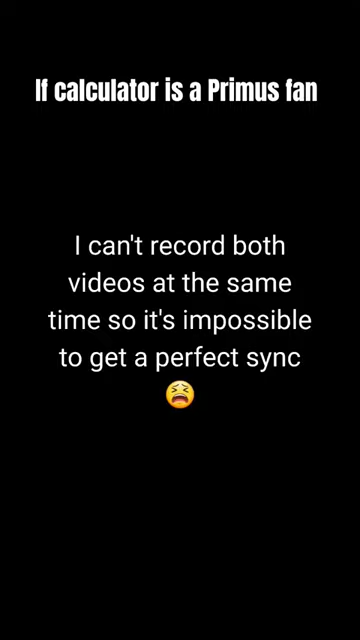 If calculator is a Primus fan
I can't record both
videos at the same
time so it's impossible
to get a perfect sync
😫